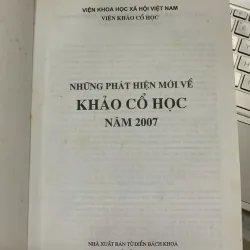 VIỆN KHOA HỌC XÃ HỘI VIỆT NAM
VIỆN KHẢO CỔ HỌC
NHỮNG PHÁT HIỆN MỚI VỀ
KHẢO CỔ HỌC
NĂM 2007
NHÀ XUẤT BẢN TỪ ĐIỂN BÁCH KHOA